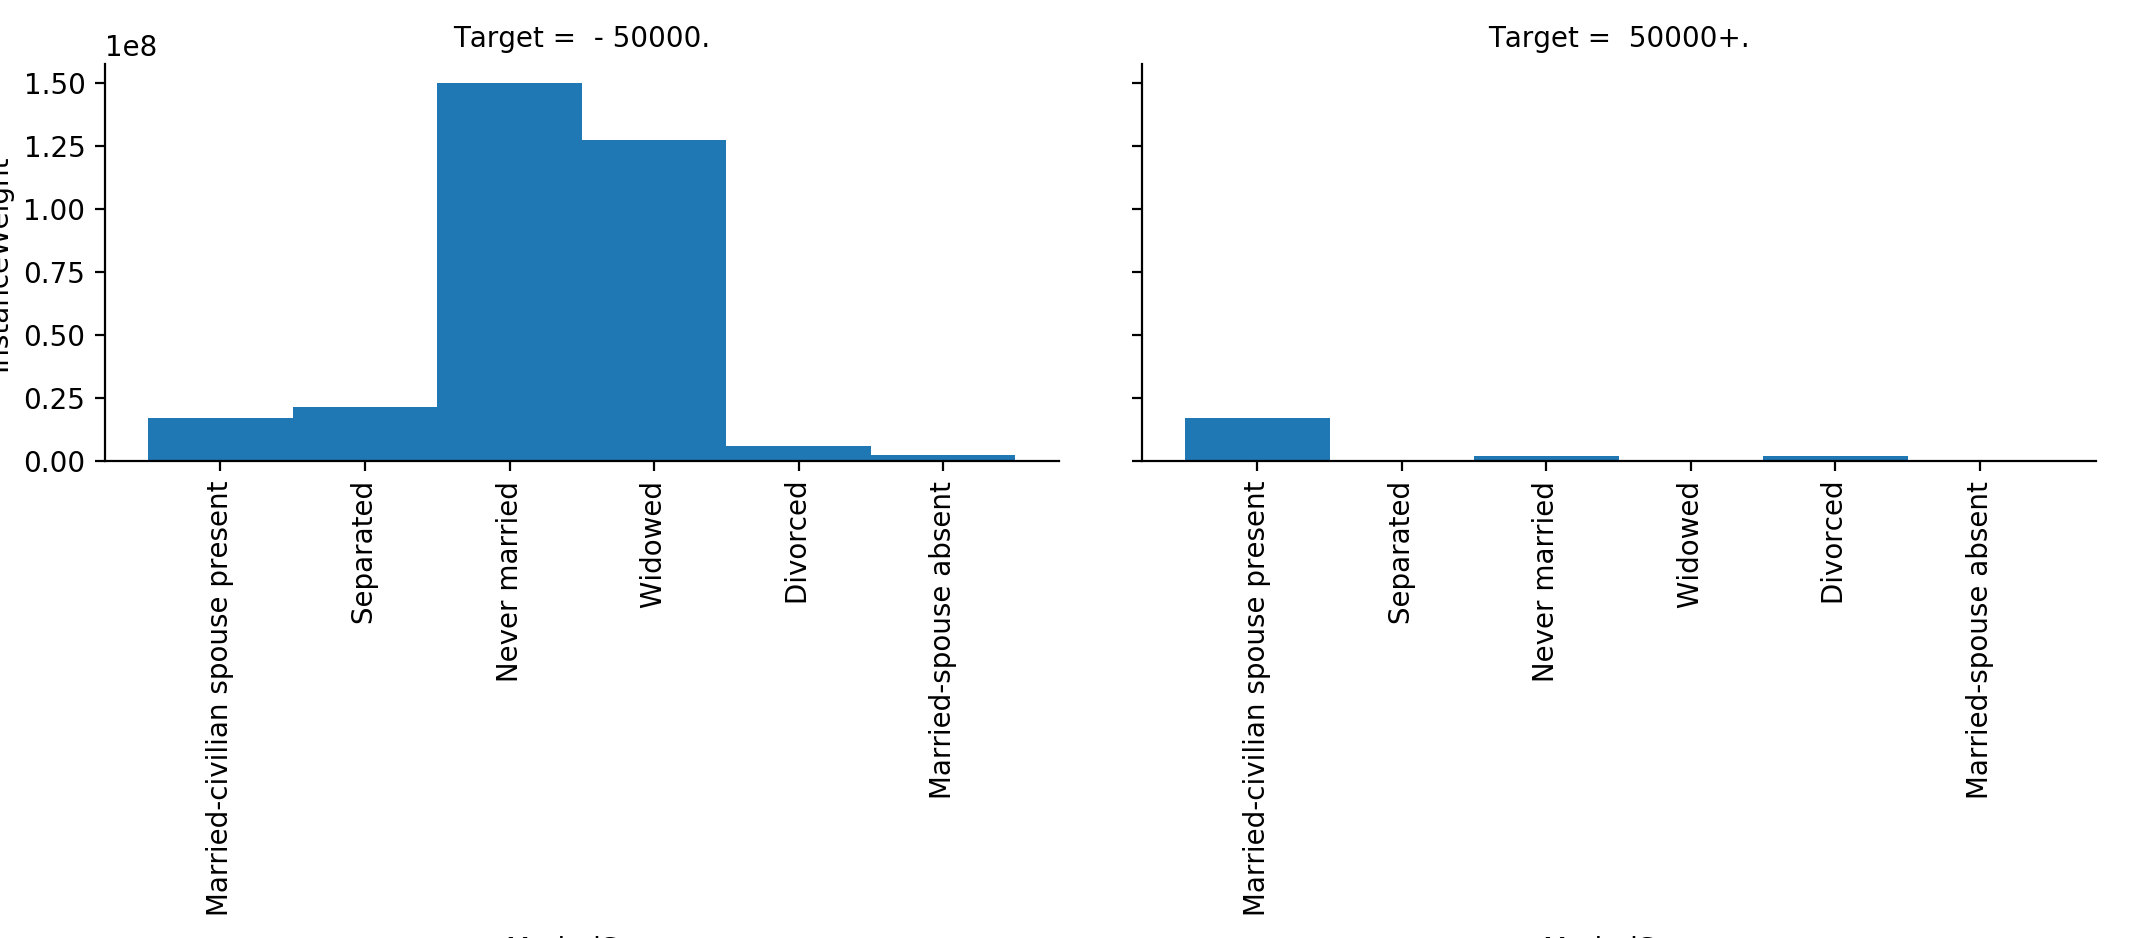 Target =  - 50000.
Target =  50000+.
1e8
1.50
1.25
1.00
0.75
0.50
0.25
0.00
Married-civilian spouse present
Separated
Never married
Widowed
Divorced
Married-spouse absent
Married-civilian spouse present
Separated
Never married
Widowed
Divorced
Married-spouse absent